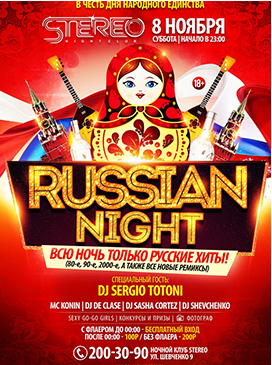 В ЧЕСТЬ ДНЯ НАРОДНОГО ЕДИНСТВА
STEREO
NIGHTCLUB
8 НОЯБРЯ
СУББОТА | НАЧАЛО В 23:00
18+
RUSSIAN
NIGHT
ВСЮ НОЧЬ ТОЛЬКО РУССКИЕ ХИТЫ!
(80-е, 90-е, 2000-е, А ТАКЖЕ ВСЕ НОВЫЕ РЕМИКСЫ)
СПЕЦИАЛЬНЫЙ ГОСТЬ:
DJ SERGIO TOTONI
MC KONIN | DJ DE CLASE | DJ SASHA CORTEZ | DJ SHEVCHENKO
SEXY GO-GO GIRLS | КОНКУРСЫ И ПРИЗЫ | ФОТОГРАФ
С ФЛАЕРОМ ДО 00:00 - БЕСПЛАТНЫЙ ВХОД
ПОСЛЕ 00:00 - 100Р / БЕЗ ФЛАЕРА - 200Р
200-30-90
НОЧНОЙ КЛУБ STEREO
УЛ. ШЕВЧЕНКО 9